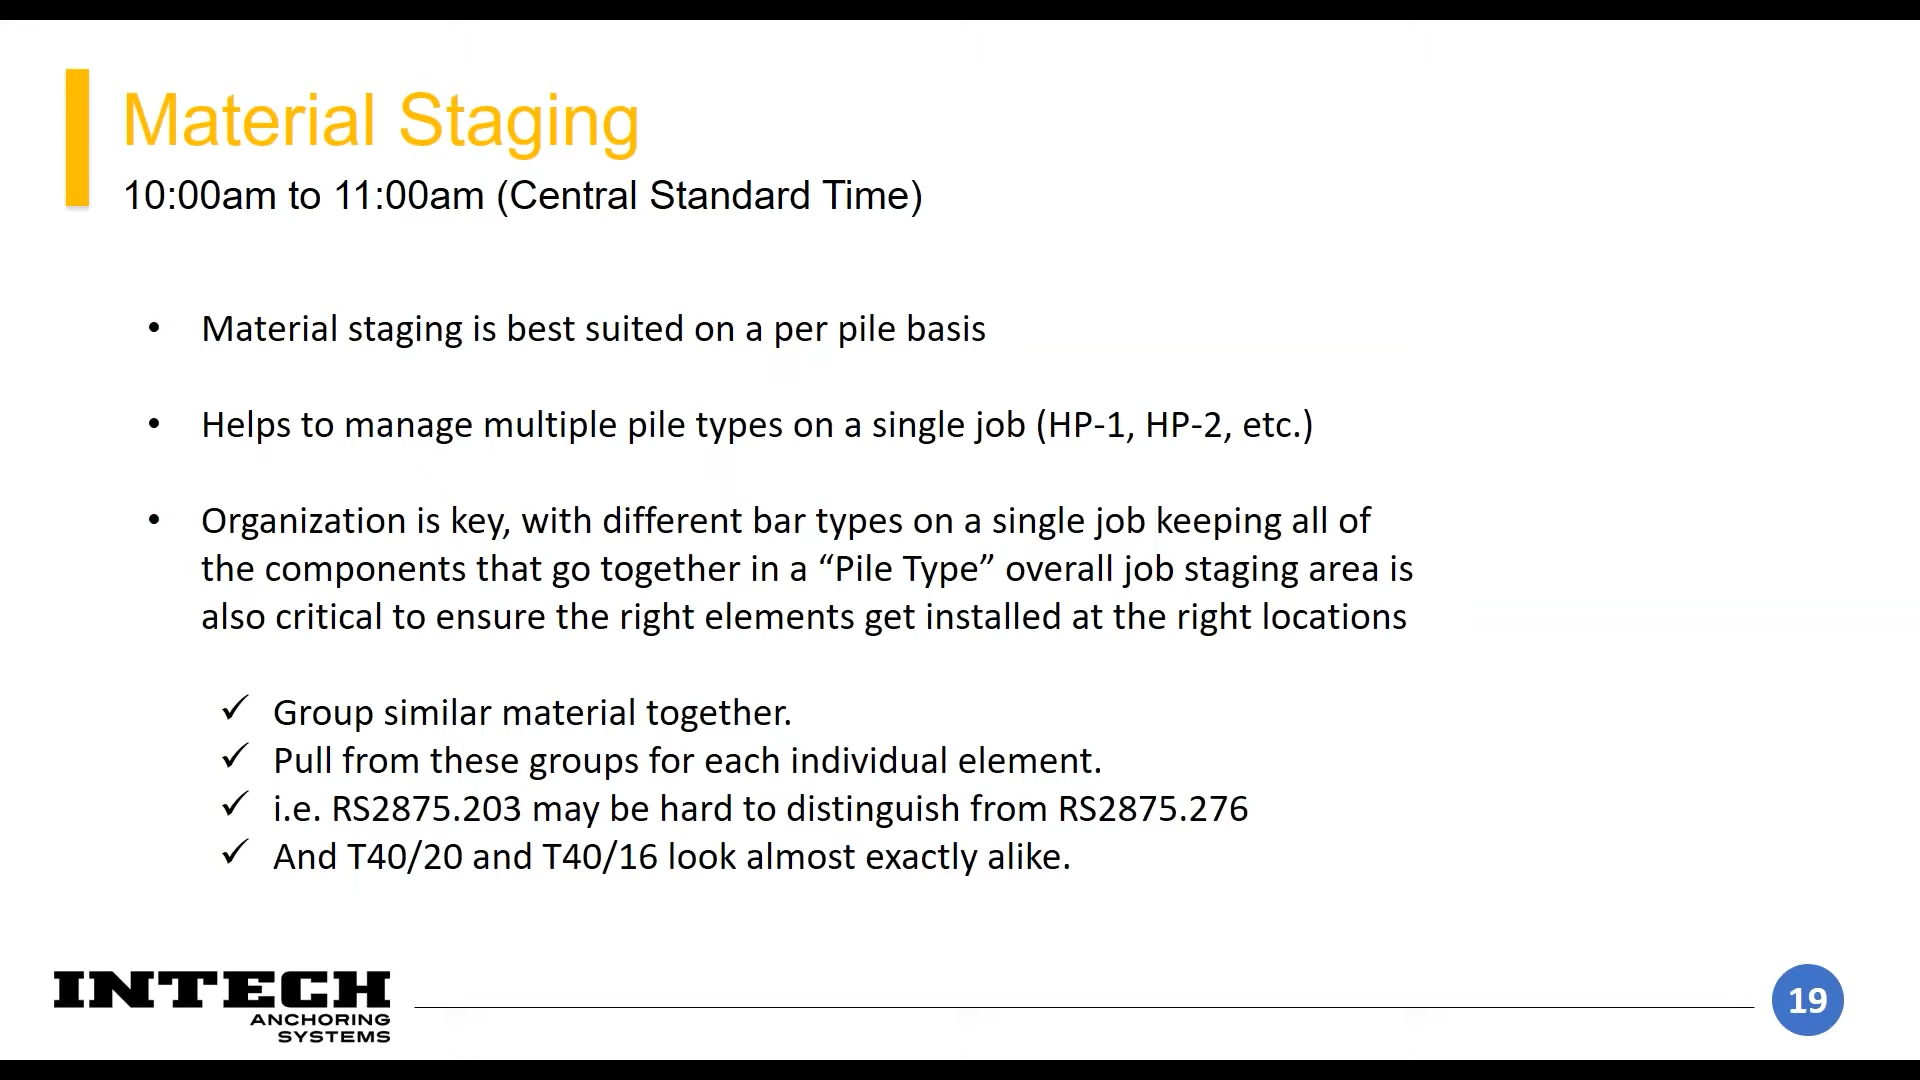 Material Staging
10:00am to 11:00am (Central Standard Time)
• Material staging is best suited on a per pile basis
• Helps to manage multiple pile types on a single job (HP-1, HP-2, etc.)
• Organization is key, with different bar types on a single job keeping all of
the components that go together in a “Pile Type” overall job staging area is
also critical to ensure the right elements get installed at the right locations
✓ Group similar material together.
✓ Pull from these groups for each individual element.
✓ i.e. RS2875.203 may be hard to distinguish from RS2875.276
✓ And T40/20 and T40/16 look almost exactly alike.
INTECH
ANCHORING
SYSTEMS
19